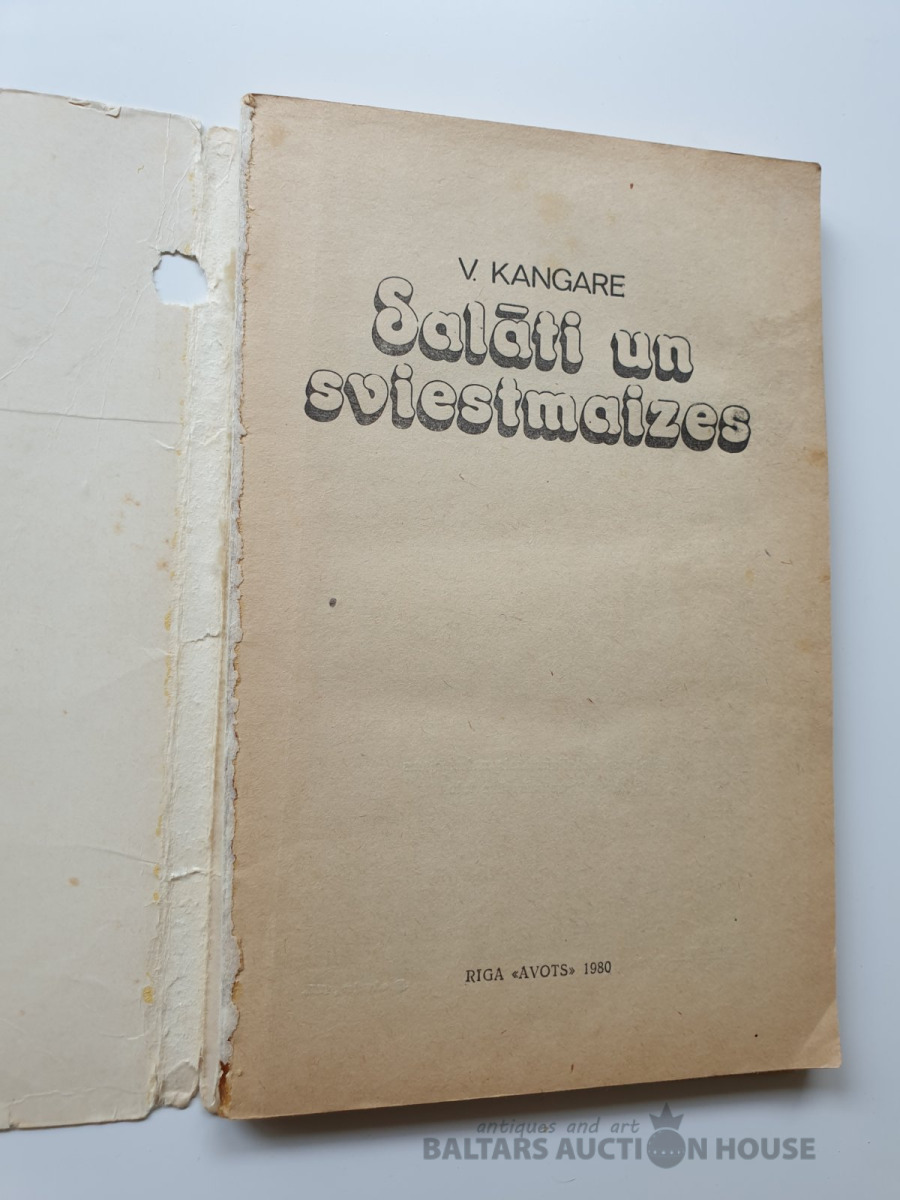 V. KANGARE
Salāti un
sviestmaizes
RIGA «AVOTS» 1980
antiques and art
BALTARS AUCTION HOUSE